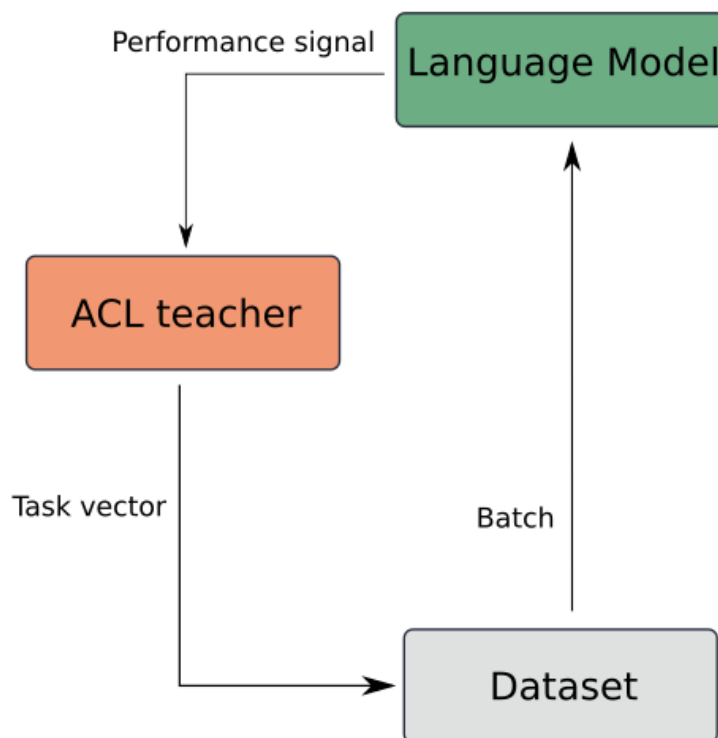 Performance signal
Language Model
ACL teacher
Task vector
Batch
Dataset